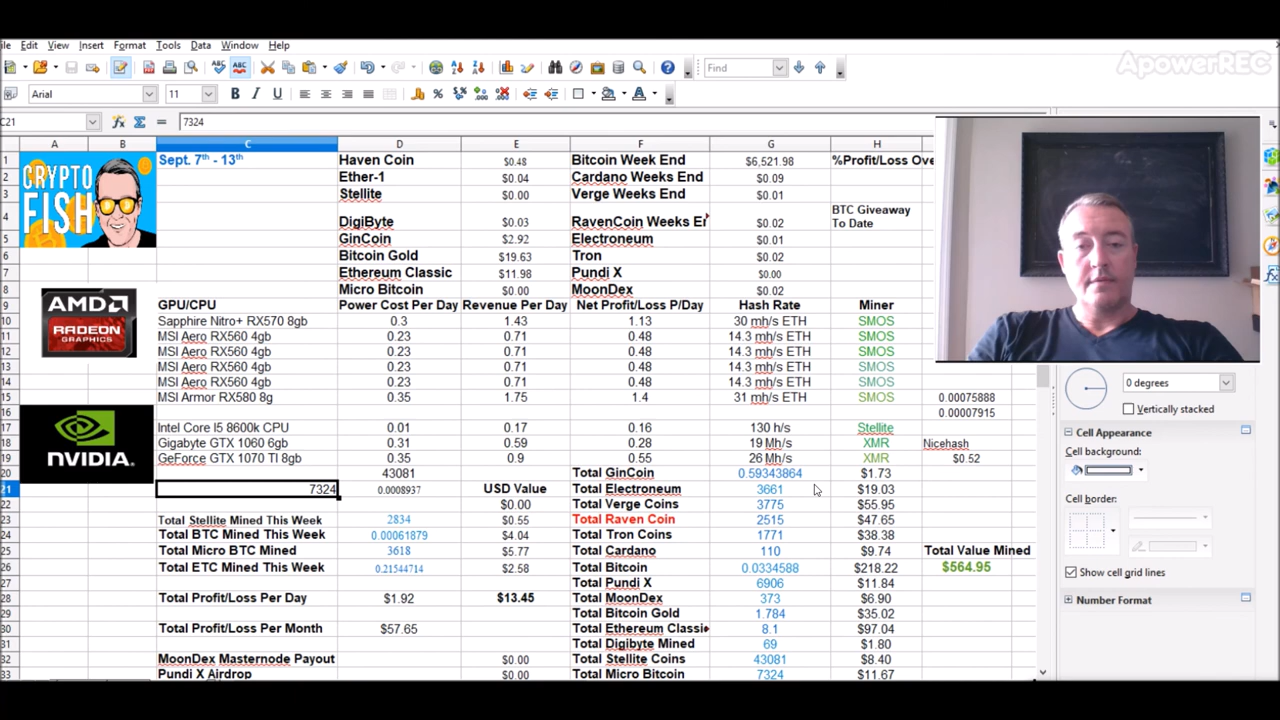 Edit View Insert Format Tools Data Window Help
ApowerREC
Find
Arial 11
C21 7324
A B C D E F G H
1 Sept. 7th - 13th Haven Coin $0.48 Bitcoin Week End $6,521.98 %Profit/Loss Ove
2 Ether-1 $0.04 Cardano Weeks End $0.09
3 Stellite $0.00 Verge Weeks End $0.01
4 DigiByte $0.03 RavenCoin Weeks $0.02 BTC Giveaway
To Date
5 GinCoin $2.92 Electroneum $0.01
6 Bitcoin Gold $19.63 Tron $0.02
7 Ethereum Classic $11.98 Pundi X $0.00
8 Micro Bitcoin $0.00 MoonDex $0.02
CRYPTO
FISH
9 GPU/CPU Power Cost Per Day Revenue Per Day Net Profit/Loss P/Day Hash Rate Miner
10 Sapphire Nitro+ RX570 8gb 0.3 1.43 1.13 30 mh/s ETH SMOS
11 MSI Aero RX560 4gb 0.23 0.71 0.48 14.3 mh/s ETH SMOS
12 MSI Aero RX560 4gb 0.23 0.71 0.48 14.3 mh/s ETH SMOS
13 MSI Aero RX560 4gb 0.23 0.71 0.48 14.3 mh/s ETH SMOS
14 MSI Aero RX560 4gb 0.23 0.71 0.48 14.3 mh/s ETH SMOS
15 MSI Armor RX580 8g 0.35 1.75 1.4 31 mh/s ETH SMOS 0.00075888
16 0.00007915
17 Intel Core I5 8600k CPU 0.01 0.17 0.16 130 h/s Stellite
18 Gigabyte GTX 1060 6gb 0.31 0.59 0.28 19 Mh/s XMR Nicehash
19 GeForce GTX 1070 TI 8gb 0.35 0.9 0.55 26 Mh/s XMR $0.52
AMD
RADEON
GRAPHICS
NVIDIA.
20 43081 Total GinCoin 0.59343864 $1.73
21 7324 0.0008937 USD Value Total Electroneum 3661 $19.03
22 $0.00 Total Verge Coins 3775 $55.95
23 Total Stellite Mined This Week 2834 $0.55 Total Raven Coin 2515 $47.65
24 Total BTC Mined This Week 0.00061879 $4.04 Total Tron Coins 1771 $38.38
25 Total Micro BTC Mined 3618 $5.77 Total Cardano 110 $9.74 Total Value Mined
26 Total ETC Mined This Week 0.21544714 $2.58 Total Bitcoin 0.0334588 $218.22 $564.95
27 Total Pundi X 6906 $11.84
28 Total Profit/Loss Per Day $1.92 $13.45 Total MoonDex 373 $6.90
29 Total Bitcoin Gold 1.784 $35.02
30 Total Profit/Loss Per Month $57.65 Total Ethereum Classi 8.1 $97.04
31 Total Digibyte Mined 69 $1.80
32 MoonDex Masternode Payout $0.00 Total Stellite Coins 43081 $8.40
33 Pundi X Airdrop $0.00 Total Micro Bitcoin 7324 $11.67
0 degrees
Vertically stacked
Cell Appearance
Cell background:
Cell border:
Show cell grid lines
Number Format